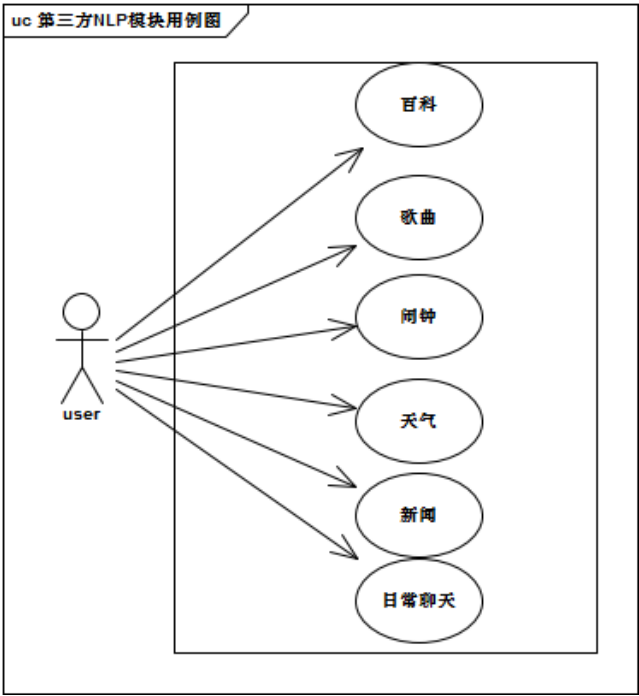 uc 第三方NLP模块用例图
百科
歌曲
闹钟
user
天气
新闻
日常聊天